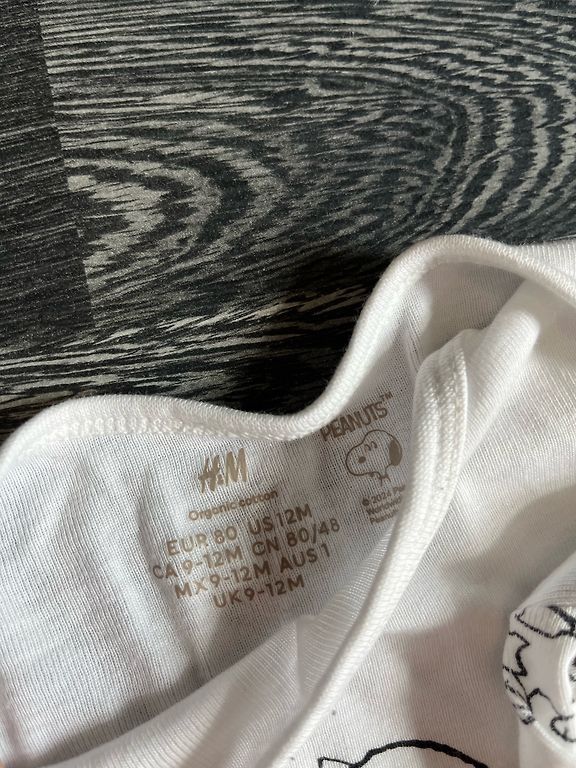 H&M
Organic cotton
EUR 80 US 12M
CA 9-12M CN 80/48
MX 9-12M AUS 1
UK 9-12M
PEANUTS™
© 2024